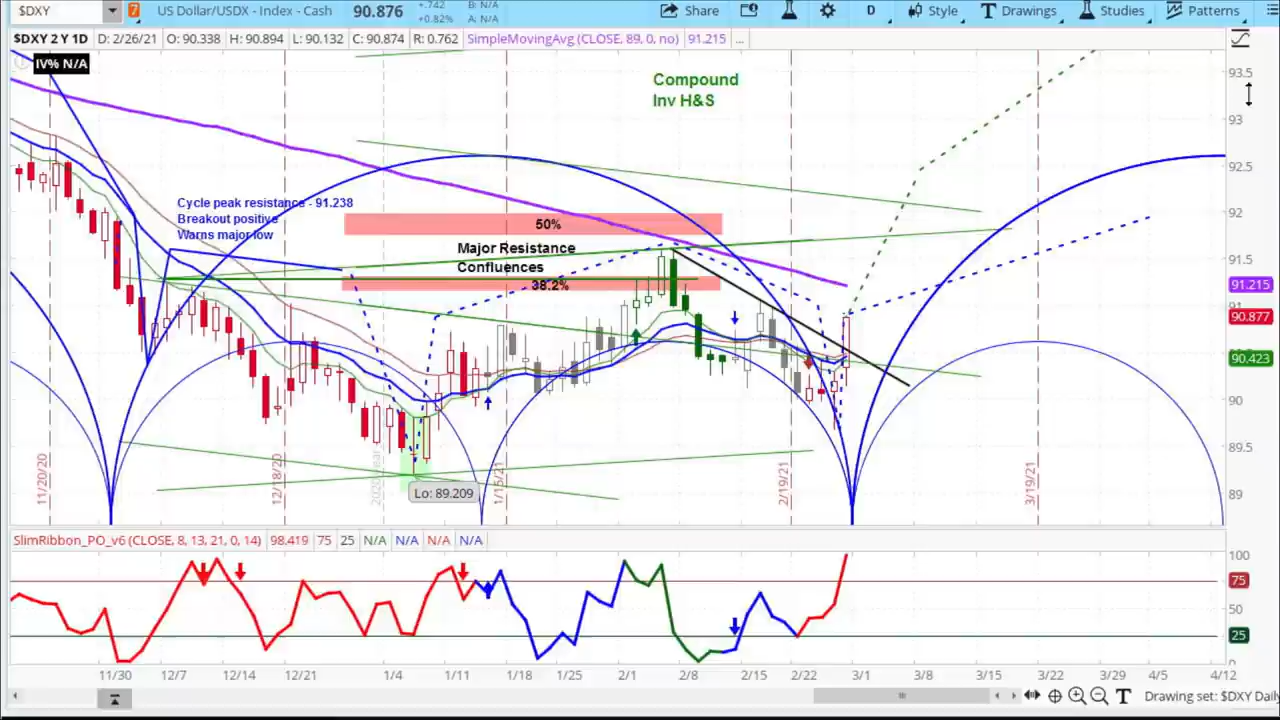 $DXY 7 US Dollar/USDX - Index - Cash 90.876 +.742 +0.82% B: N/A A: N/A Share D Style Drawings Studies Patterns
$DXY 2 Y 1D D: 2/26/21 O: 90.338 H: 90.894 L: 90.132 C: 90.874 R: 0.762 SimpleMovingAvg (CLOSE, 89, 0, no) 91.215 ...
IV% N/A
Compound
Inv H&S
Cycle peak resistance - 91.238
Breakout positive
Warns major low
50%
Major Resistance
Confluences
38.2%
Lo: 89.209
11/20/20
12/18/20
1/15/21
2/19/21
3/19/21
93.5
93
92.5
92
91.5
91.215
91
90.877
90.423
90
89.5
89
SlimRibbon_PO_v6 (CLOSE, 8, 13, 21, 0, 14) 98.419 75 25 N/A N/A N/A N/A
100
75
50
25
0
11/30 12/7 12/14 12/21 1/4 1/11 1/18 1/25 2/1 2/8 2/15 2/22 3/1 3/8 3/15 3/22 3/29 4/5 4/12
Drawing set: $DXY Daily